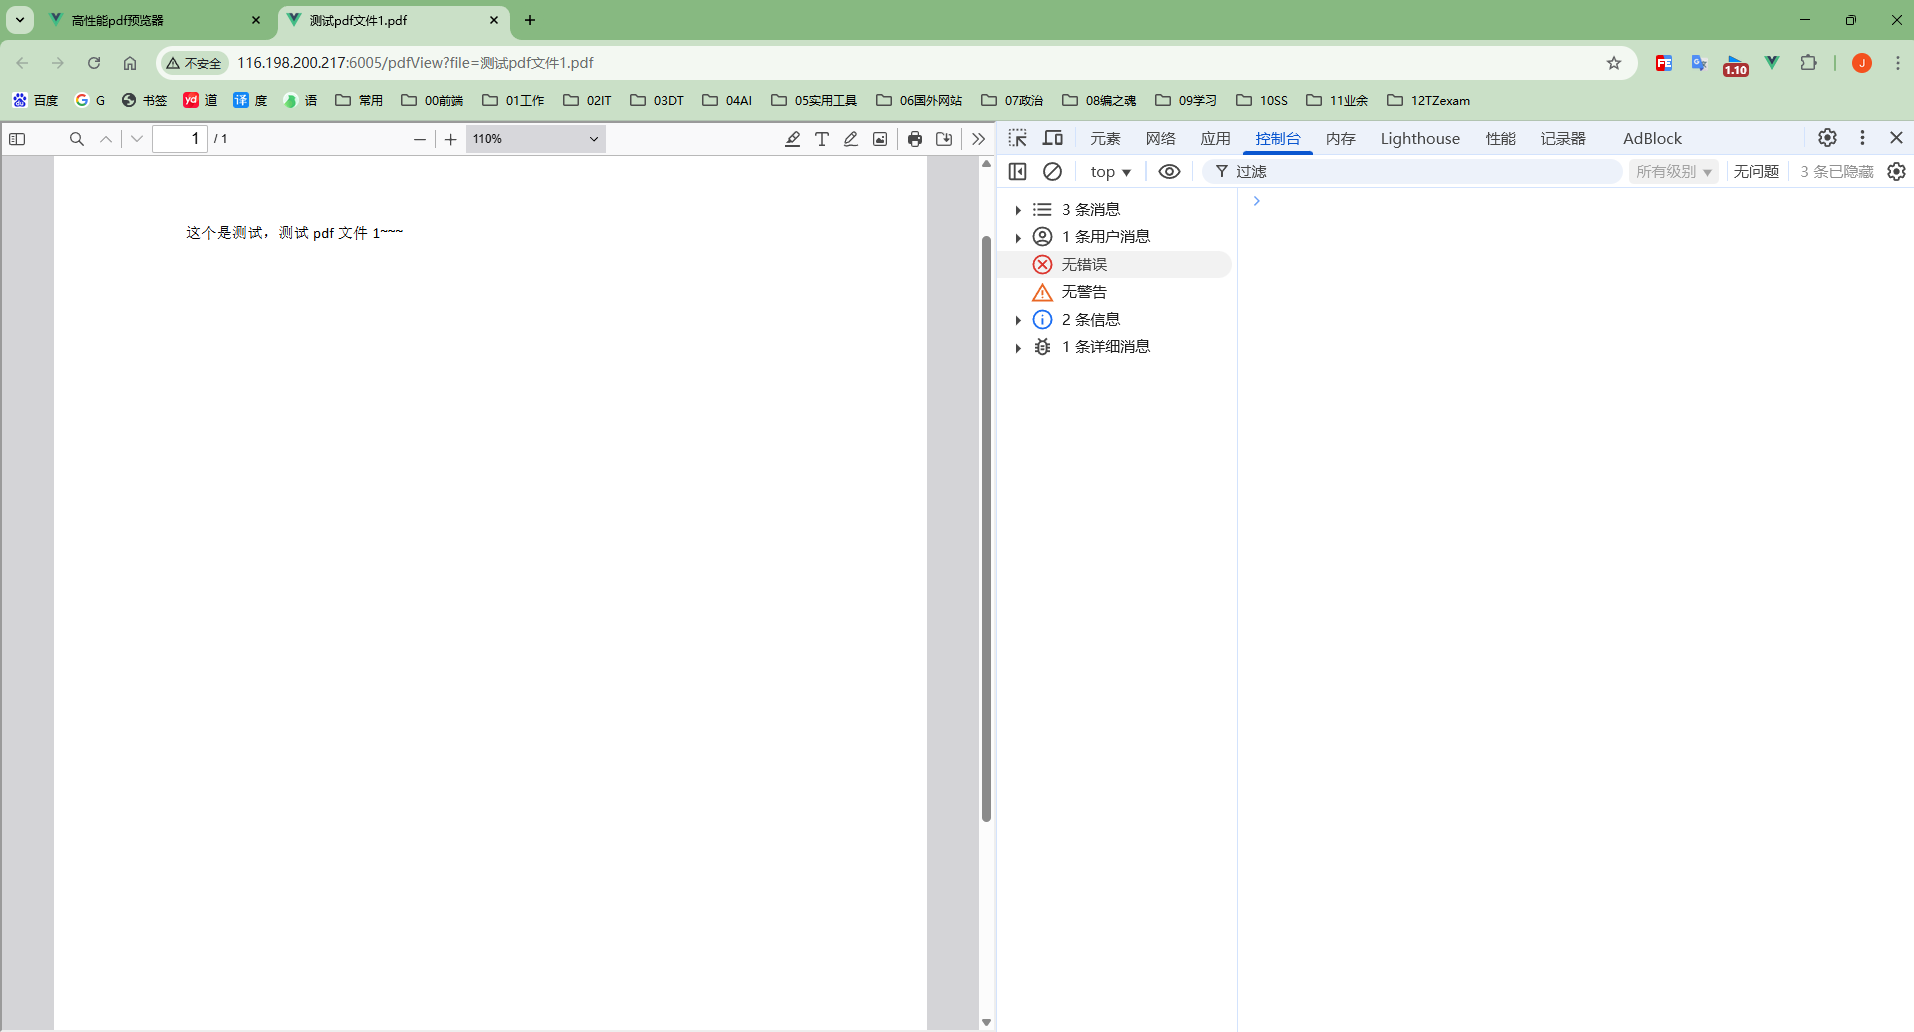 高性能pdf预览器
测试pdf文件1.pdf
不安全
116.198.200.217:6005/pdfView?file=测试pdf文件1.pdf
FE
1.10
J
百度
G
书签
yd 道
译 度
语
常用
00前端
01工作
02IT
03DT
04AI
05实用工具
06国外网站
07政治
08编之魂
09学习
10SS
11业余
12TZexam
1 / 1
110%
元素
网络
应用
控制台
内存
Lighthouse
性能
记录器
AdBlock
top
过滤
所有级别
无问题
3 条已隐藏
这个是测试，测试 pdf 文件 1~~~
3 条消息
1 条用户消息
无错误
无警告
2 条信息
1 条详细消息